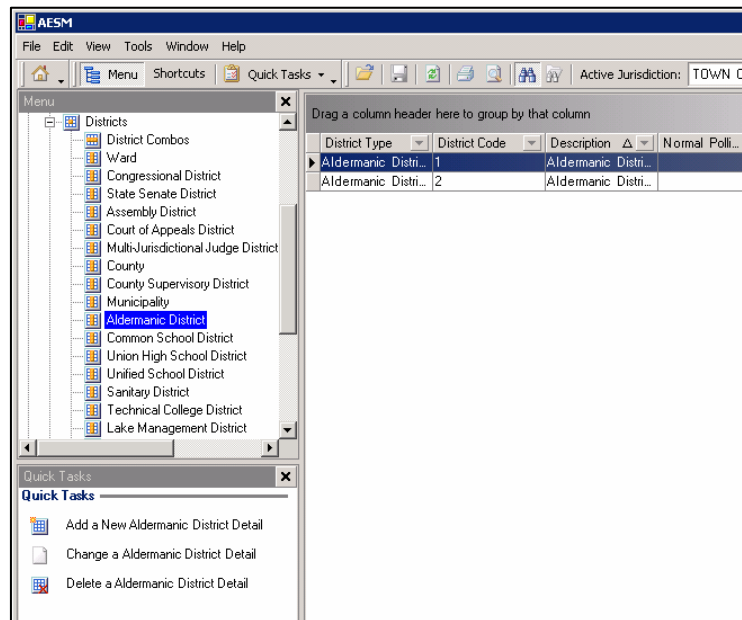 AESM
File Edit View Tools Window Help
Menu Shortcuts Quick Tasks Active Jurisdiction: TOWN
Menu
Districts
District Combos
Ward
Congressional District
State Senate District
Assembly District
Court of Appeals District
Multi-Jurisdictional Judge District
County
County Supervisory District
Municipality
Aldermanic District
Common School District
Union High School District
Unified School District
Sanitary District
Technical College District
Lake Management District
Quick Tasks
Quick Tasks
Add a New Aldermanic District Detail
Change a Aldermanic District Detail
Delete a Aldermanic District Detail
Drag a column header here to group by that column
District Type District Code Description Normal Polli...
Aldermanic Distri... 1 Aldermanic Distri...
Aldermanic Distri... 2 Aldermanic Distri...